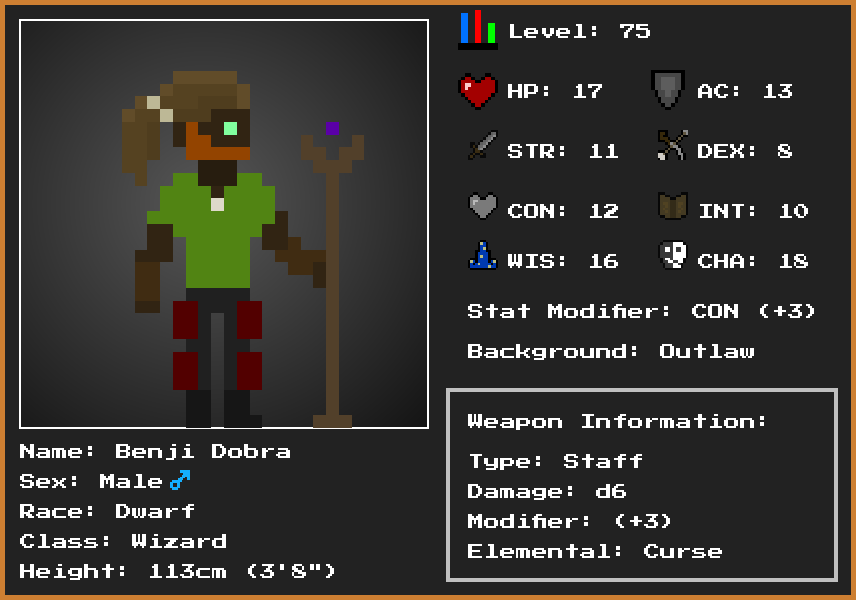 Level: 75
HP: 17
AC: 13
STR: 11
DEX: 8
CON: 12
INT: 10
WIS: 16
CHA: 18
Stat Modifier: CON (+3)
Background: Outlaw
Weapon Information:
Type: Staff
Damage: d6
Modifier: (+3)
Elemental: Curse
Name: Benji Dobra
Sex: Male ♂
Race: Dwarf
Class: Wizard
Height: 113cm (3'8")